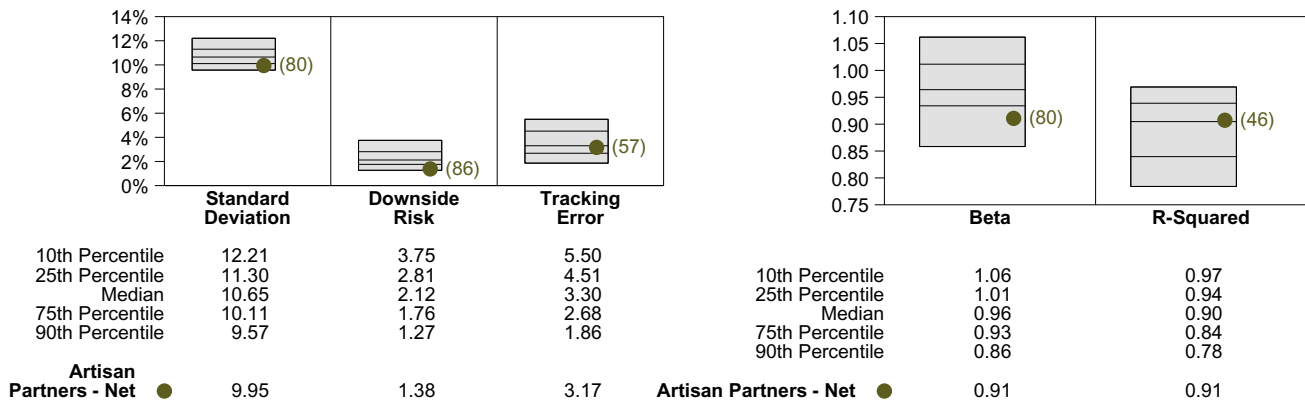 14%
12%
10%
8%
6%
4%
2%
0%
(80)
(86)
(57)
Standard Deviation
Downside Risk
Tracking Error
10th Percentile 12.21 3.75 5.50
25th Percentile 11.30 2.81 4.51
Median 10.65 2.12 3.30
75th Percentile 10.11 1.76 2.68
90th Percentile 9.57 1.27 1.86
Artisan
Partners - Net 9.95 1.38 3.17
1.10
1.05
1.00
0.95
0.90
0.85
0.80
0.75
(80)
(46)
Beta R-Squared
10th Percentile 1.06 0.97
25th Percentile 1.01 0.94
Median 0.96 0.90
75th Percentile 0.93 0.84
90th Percentile 0.86 0.78
Artisan Partners - Net 0.91 0.91